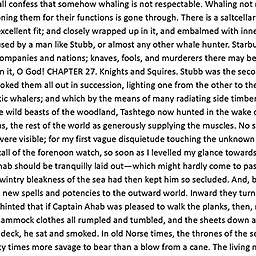 all confess that somehow whaling is not respectable. Whaling not r
oning them for their functions is gone through. There is a saltcellar
excellent fit; and closely wrapped up in it, and embalmed with inne
used by a man like Stubb, or almost any other whale hunter. Starbu
companies and nations; knaves, fools, and murderers there may be
n it, O God! CHAPTER 27. Knights and Squires. Stubb was the seco
oked them all out in succession, lighting one from the other to the
tic whalers; and which by the means of many radiating side timber
e wild beasts of the woodland, Tashtego now hunted in the wake o
ns, the rest of the world as generously supplying the muscles. No s
were visible; for my first vague disquietude touching the unknown
call of the forenoon watch, so soon as I levelled my glance towards
hab should be tranquilly laid out—which might hardly come to pas
wintry bleakness of the sea had then kept him so secluded. And, b
new spells and potencies to the outward world. Inward they turn
hinted that if Captain Ahab was pleased to walk the planks, then, n
ammock clothes all rumpled and tumbled, and the sheets down a
deck, he sat and smoked. In old Norse times, the thrones of the se
ty times more savage to bear than a blow from a cane. The living m